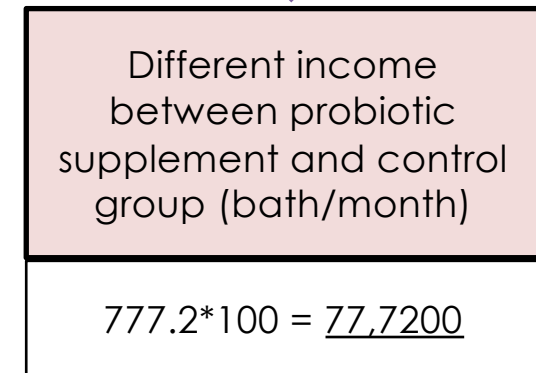 Different income
between probiotic
supplement and control
group (bath/month)
777.2*100 = 77,7200